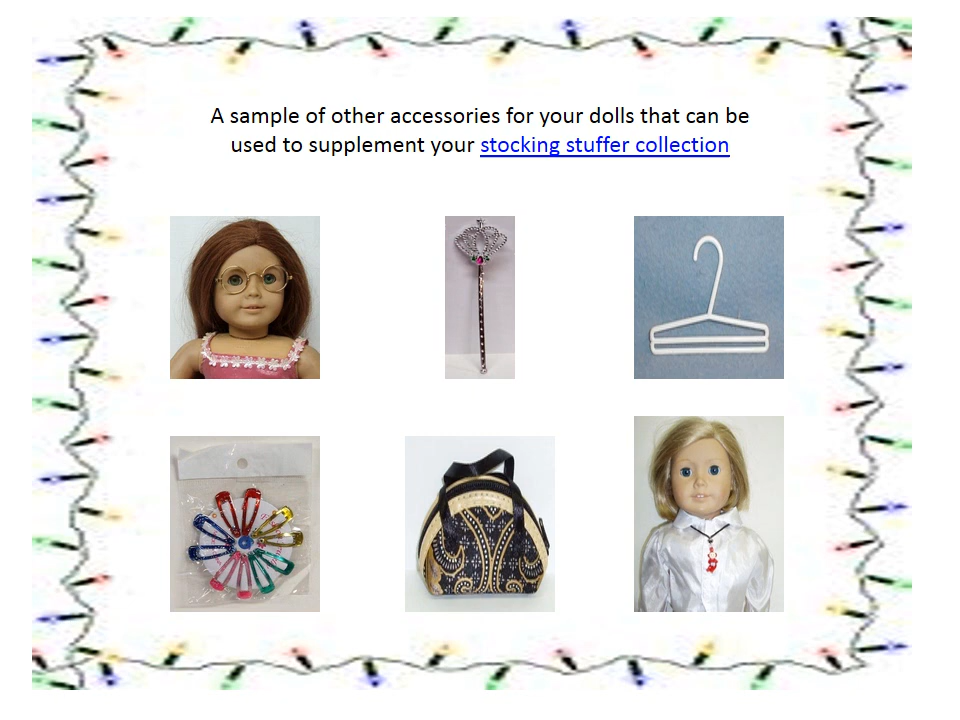 A sample of other accessories for your dolls that can be
used to supplement your stocking stuffer collection